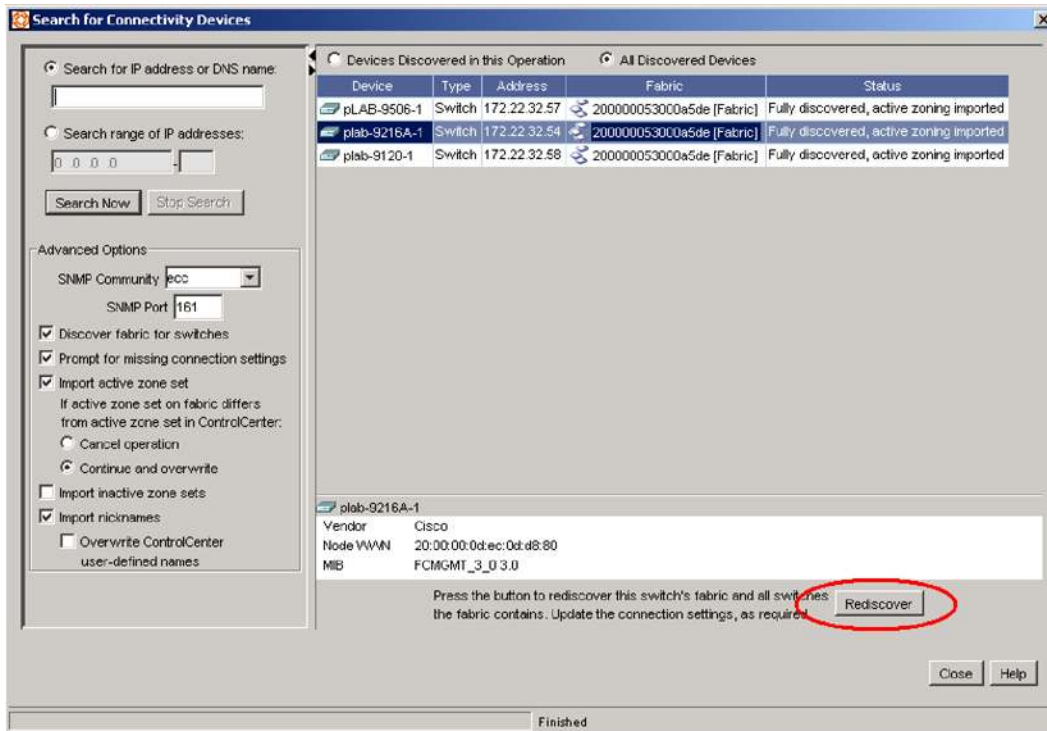 Search for Connectivity Devices
Search for IP address or DNS name:
Search range of IP addresses:
0 0 0 0 -
Search Now Stop Search
Advanced Options
SNMP Community ecc
SNMP Port 161
Discover fabric for switches
Prompt for missing connection settings
Import active zone set
If active zone set on fabric differs
from active zone set in ControlCenter:
Cancel operation
Continue and overwrite
Import inactive zone sets
Import nicknames
Overwrite ControlCenter
user-defined names
Devices Discovered in this Operation All Discovered Devices
Device Type Address Fabric Status
pLAB-9506-1 Switch 172.22.32.57 200000053000a5de [Fabric] Fully discovered, active zoning imported
plab-9216A-1 Switch 172.22.32.54 200000053000a5de [Fabric] Fully discovered, active zoning imported
plab-9120-1 Switch 172.22.32.58 200000053000a5de [Fabric] Fully discovered, active zoning imported
plab-9216A-1
Vendor Cisco
Node WWN 20:00:00:0d:ec:0d:d8:80
MIB FCMGMT_3_0 3.0
Press the button to rediscover this switch's fabric and all switches
the fabric contains. Update the connection settings, as required.
Rediscover
Close Help
Finished